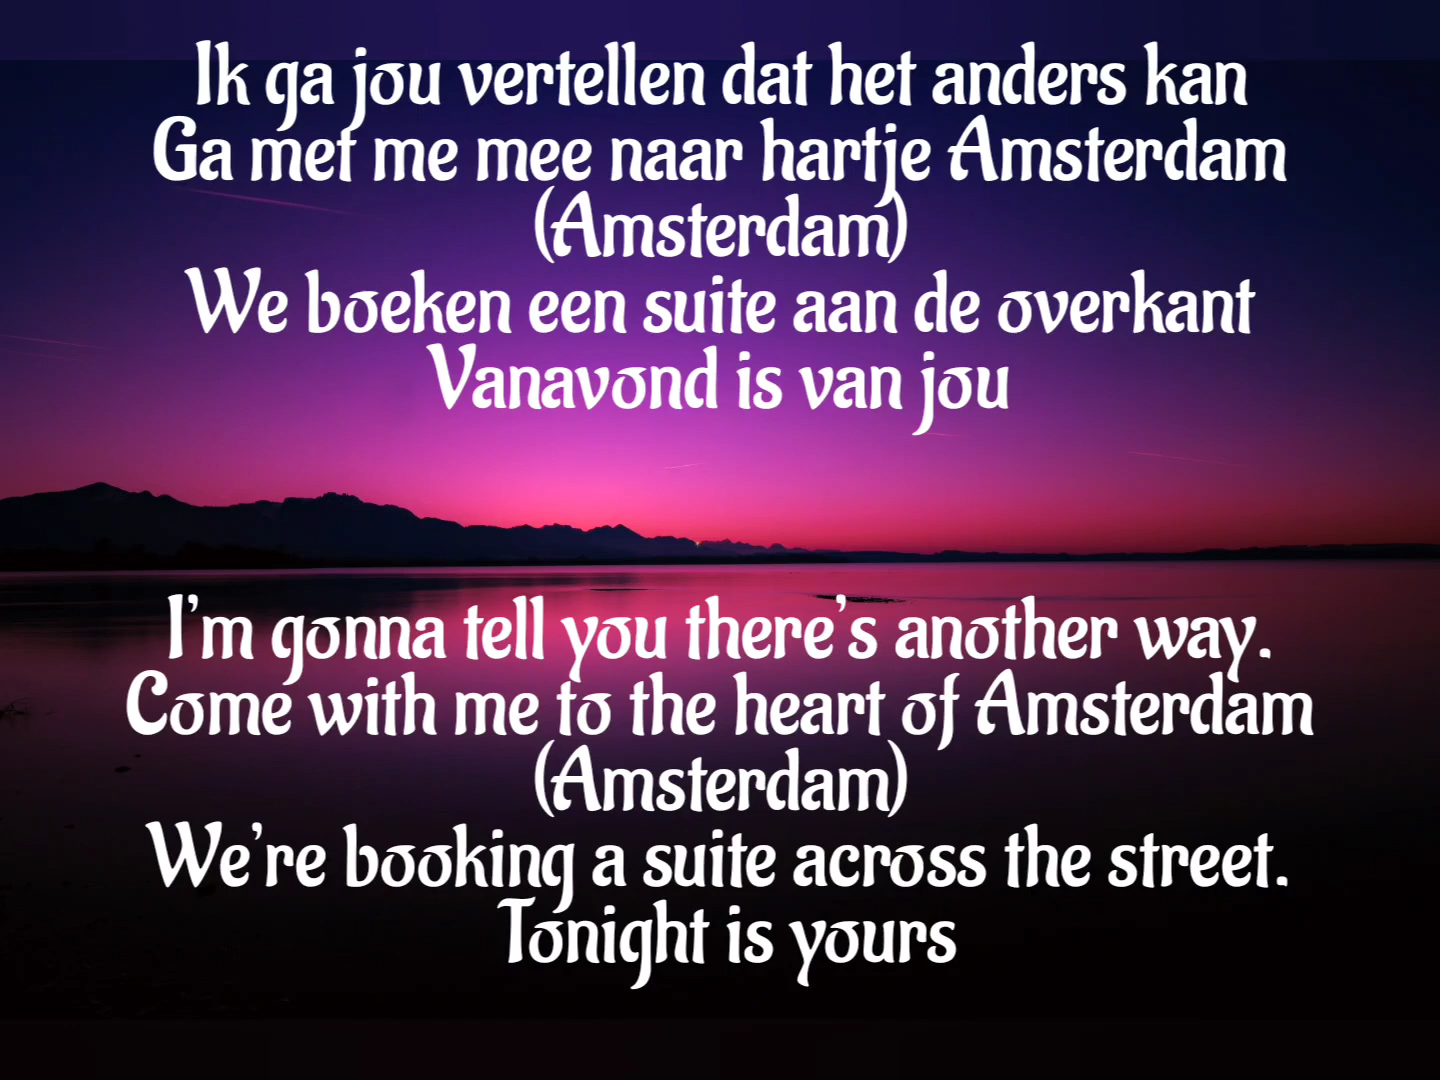 Ik ga jou vertellen dat het anders kan
Ga met me mee naar hartje Amsterdam
(Amsterdam)
We boeken een suite aan de overkant
Vanavond is van jou
I'm gonna tell you there's another way.
Come with me to the heart of Amsterdam
(Amsterdam)
We're booking a suite across the street.
Tonight is yours